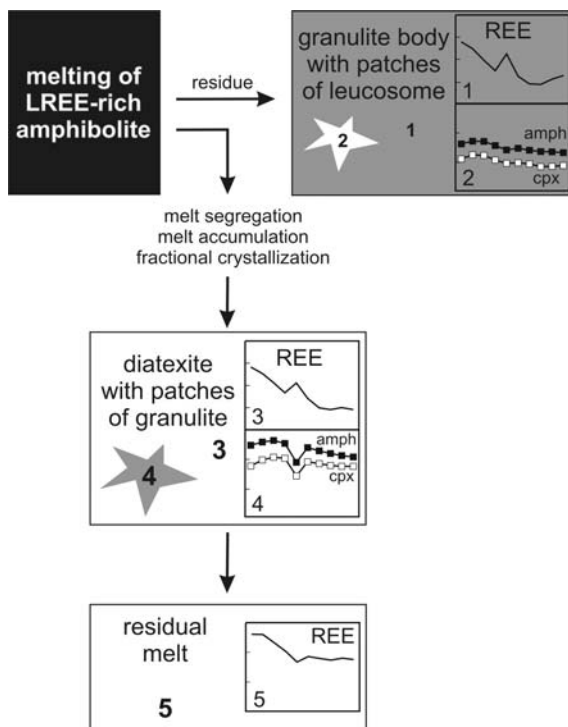 melting of
LREE-rich
amphibolite
residue
granulite body
with patches
of leucosome
2
1
REE
1
amph
cpx
2
melt segregation
melt accumulation
fractional crystallization
diatexite
with patches
of granulite
3
4
REE
3
amph
cpx
4
residual
melt
5
REE
5